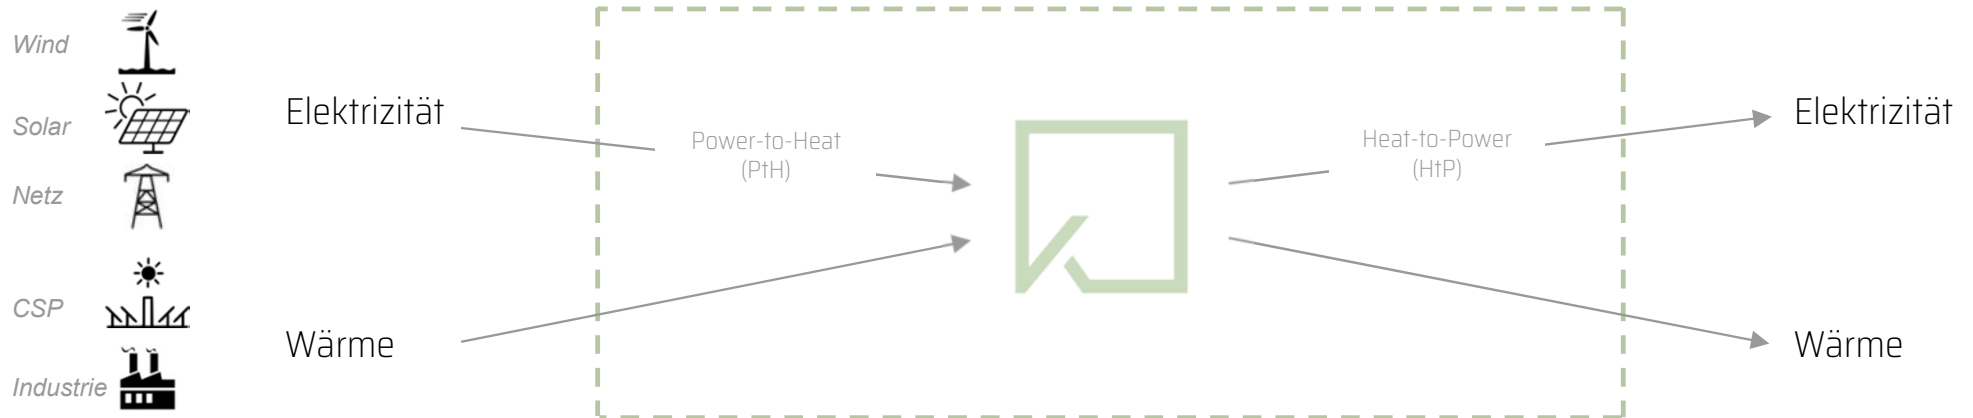 Wind
Solar
Netz
CSP
Industrie
Elektrizität
Wärme
Power-to-Heat
(PtH)
Heat-to-Power
(HtP)
Elektrizität
Wärme